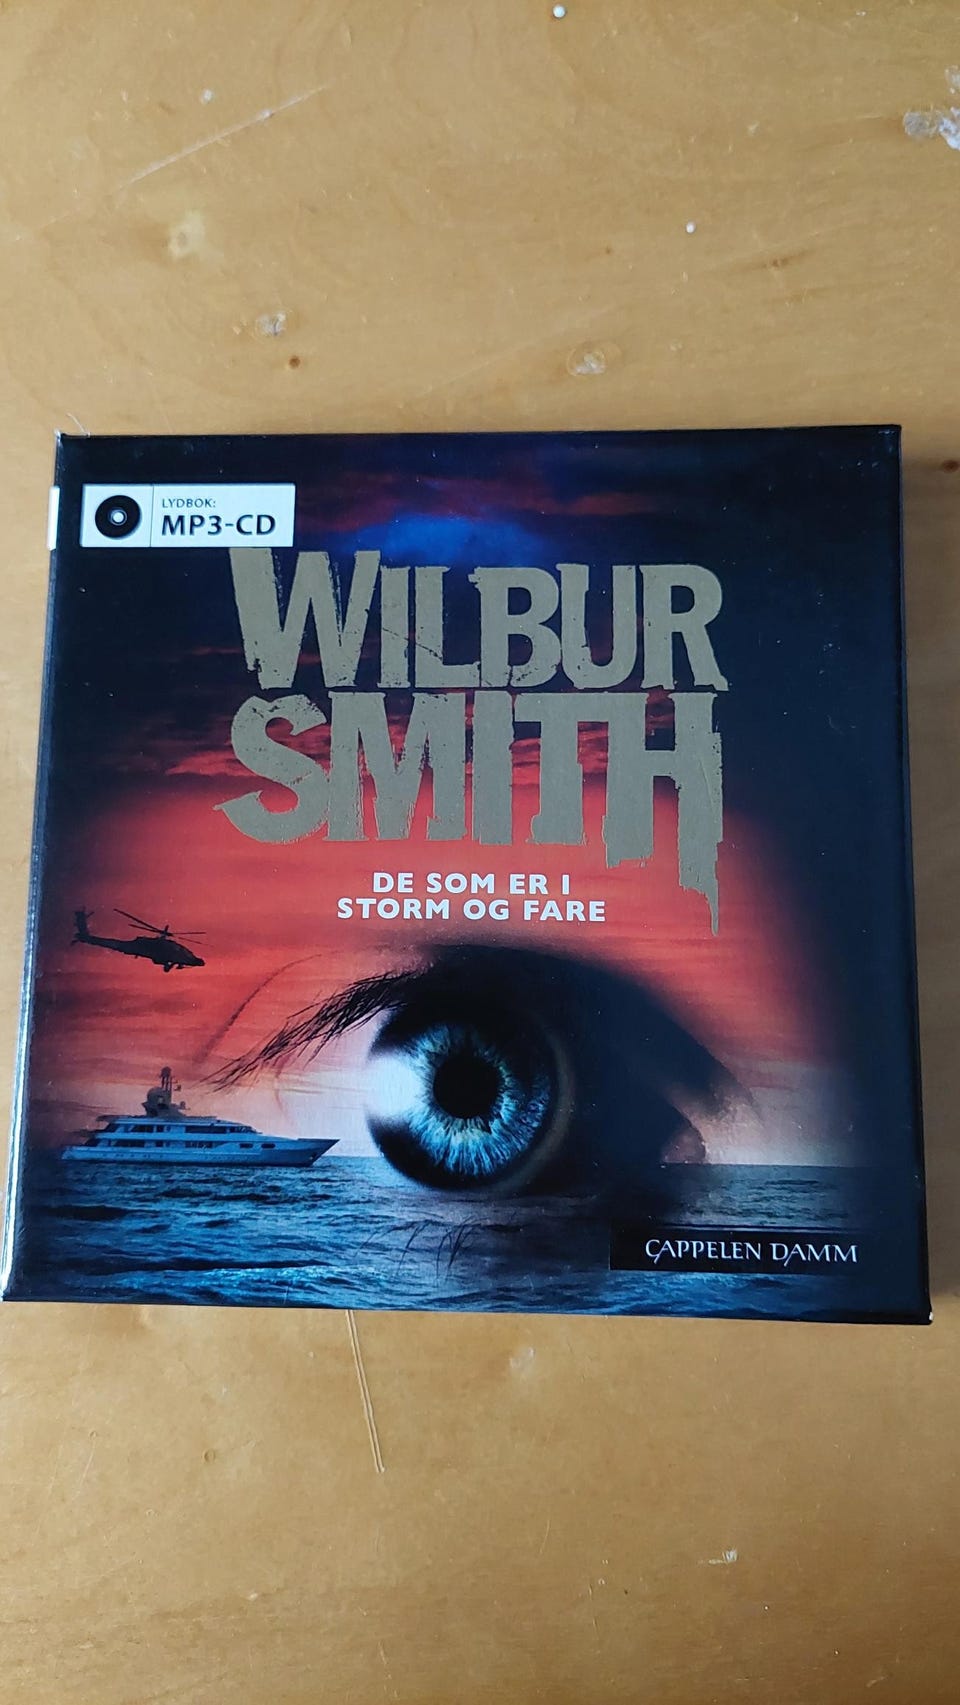 LYDBOK:
MP3-CD
WILBUR
SMITH
DE SOM ER I
STORM OG FARE
CAPPELEN DAMM